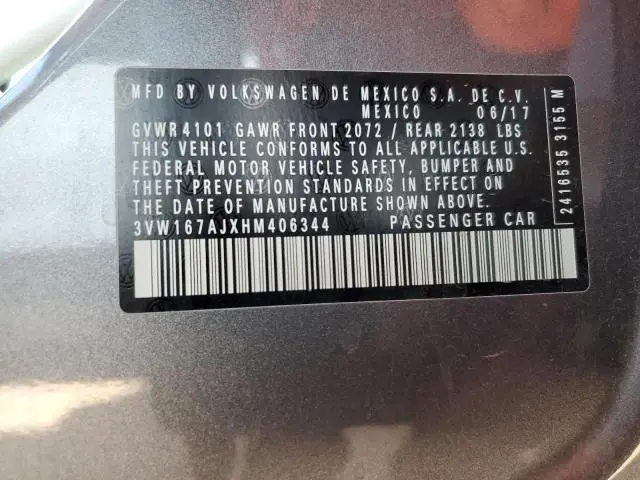 MFD BY VOLKSWAGEN DE MEXICO S.A. DE C.V.
MEXICO 06/17
GVWR 4101 GAWR FRONT 2072 / REAR 2138 LBS
THIS VEHICLE CONFORMS TO ALL APPLICABLE U.S.
FEDERAL MOTOR VEHICLE SAFETY, BUMPER AND
THEFT PREVENTION STANDARDS IN EFFECT ON
THE DATE OF MANUFACTURE SHOWN ABOVE.
3VW167AJXHM406344 PASSENGER CAR
2416535 3155 M